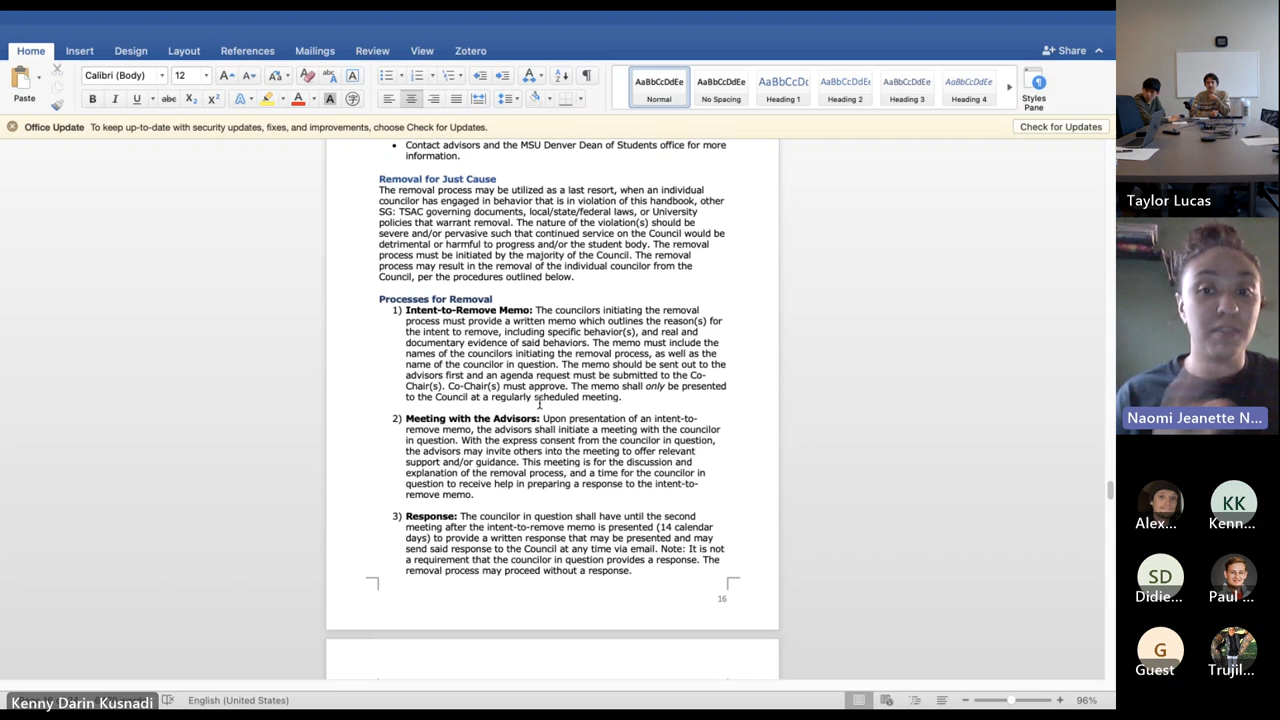 Home Insert Design Layout References Mailings Review View Zotero Share
Calibri (Body) 12
Paste
AaBbCcDdEe AaBbCcDdEe AaBbCcDc AaBbCcDdEe AaBbCcDdEe AaBbCcDdEe
Normal No Spacing Heading 1 Heading 2 Heading 3 Heading 4
Styles
Pane
Office Update To keep up-to-date with security updates, fixes, and improvements, choose Check for Updates. Check for Updates
Contact advisors and the MSU Denver Dean of Students office for more
information.
Removal for Just Cause
The removal process may be utilized as a last resort, when an individual
councilor has engaged in behavior that is in violation of this handbook, other
SG: TSAC governing documents, local/state/federal laws, or University
policies that warrant removal. The nature of the violation(s) should be
severe and/or pervasive such that continued service on the Council would be
detrimental or harmful to progress and/or the student body. The removal
process must be initiated by the majority of the Council. The removal
process may result in the removal of the individual councilor from the
Council, per the procedures outlined below.
Processes for Removal
1) Intent-to-Remove Memo: The councilors initiating the removal
process must provide a written memo which outlines the reason(s) for
the intent to remove, including specific behavior(s), and real and
documentary evidence of said behaviors. The memo must include the
names of the councilors initiating the removal process, as well as the
name of the councilor in question. The memo should be sent out to the
advisors first and an agenda request must be submitted to the Co-
Chair(s). Co-Chair(s) must approve. The memo shall only be presented
to the Council at a regularly scheduled meeting.
2) Meeting with the Advisors: Upon presentation of an intent-to-
remove memo, the advisors shall initiate a meeting with the councilor
in question. With the express consent from the councilor in question,
the advisors may invite others into the meeting to offer relevant
support and/or guidance. This meeting is for the discussion and
explanation of the removal process, and a time for the councilor in
question to receive help in preparing a response to the intent-to-
remove memo.
3) Response: The councilor in question shall have until the second
meeting after the intent-to-remove memo is presented (14 calendar
days) to provide a written response that may be presented and may
send said response to the Council at any time via email. Note: It is not
a requirement that the councilor in question provides a response. The
removal process may proceed without a response.
16
Kenny Darin Kusnadi
English (United States)
96%
Taylor Lucas
Naomi Jeanette N...
KK
Alex... Kenn...
SD
Didie... Paul ...
G
Guest Trujil...